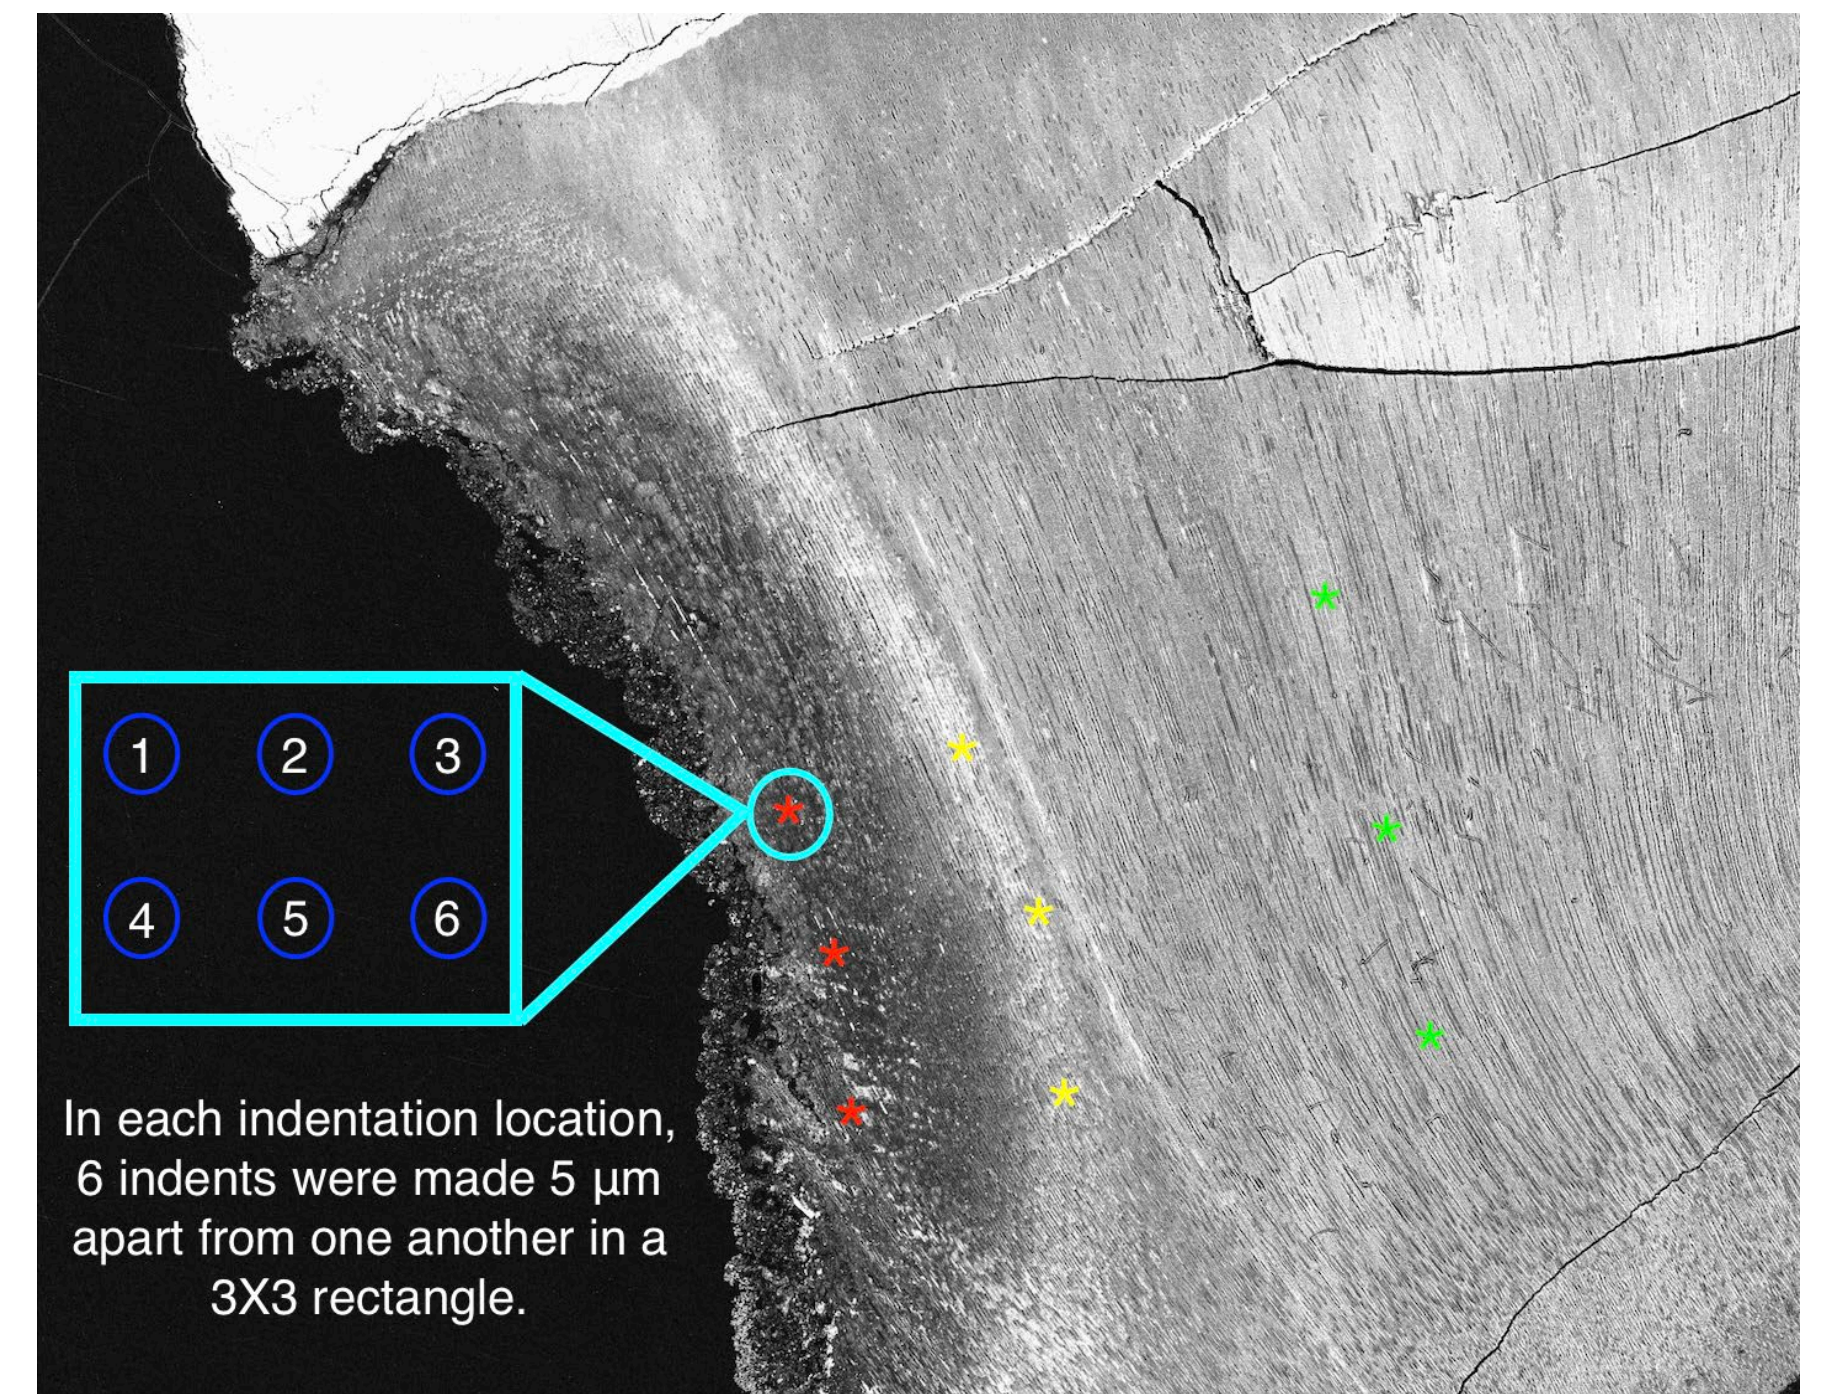 1 2 3
4 5 6
In each indentation location,
6 indents were made 5 µm
apart from one another in a
3X3 rectangle.